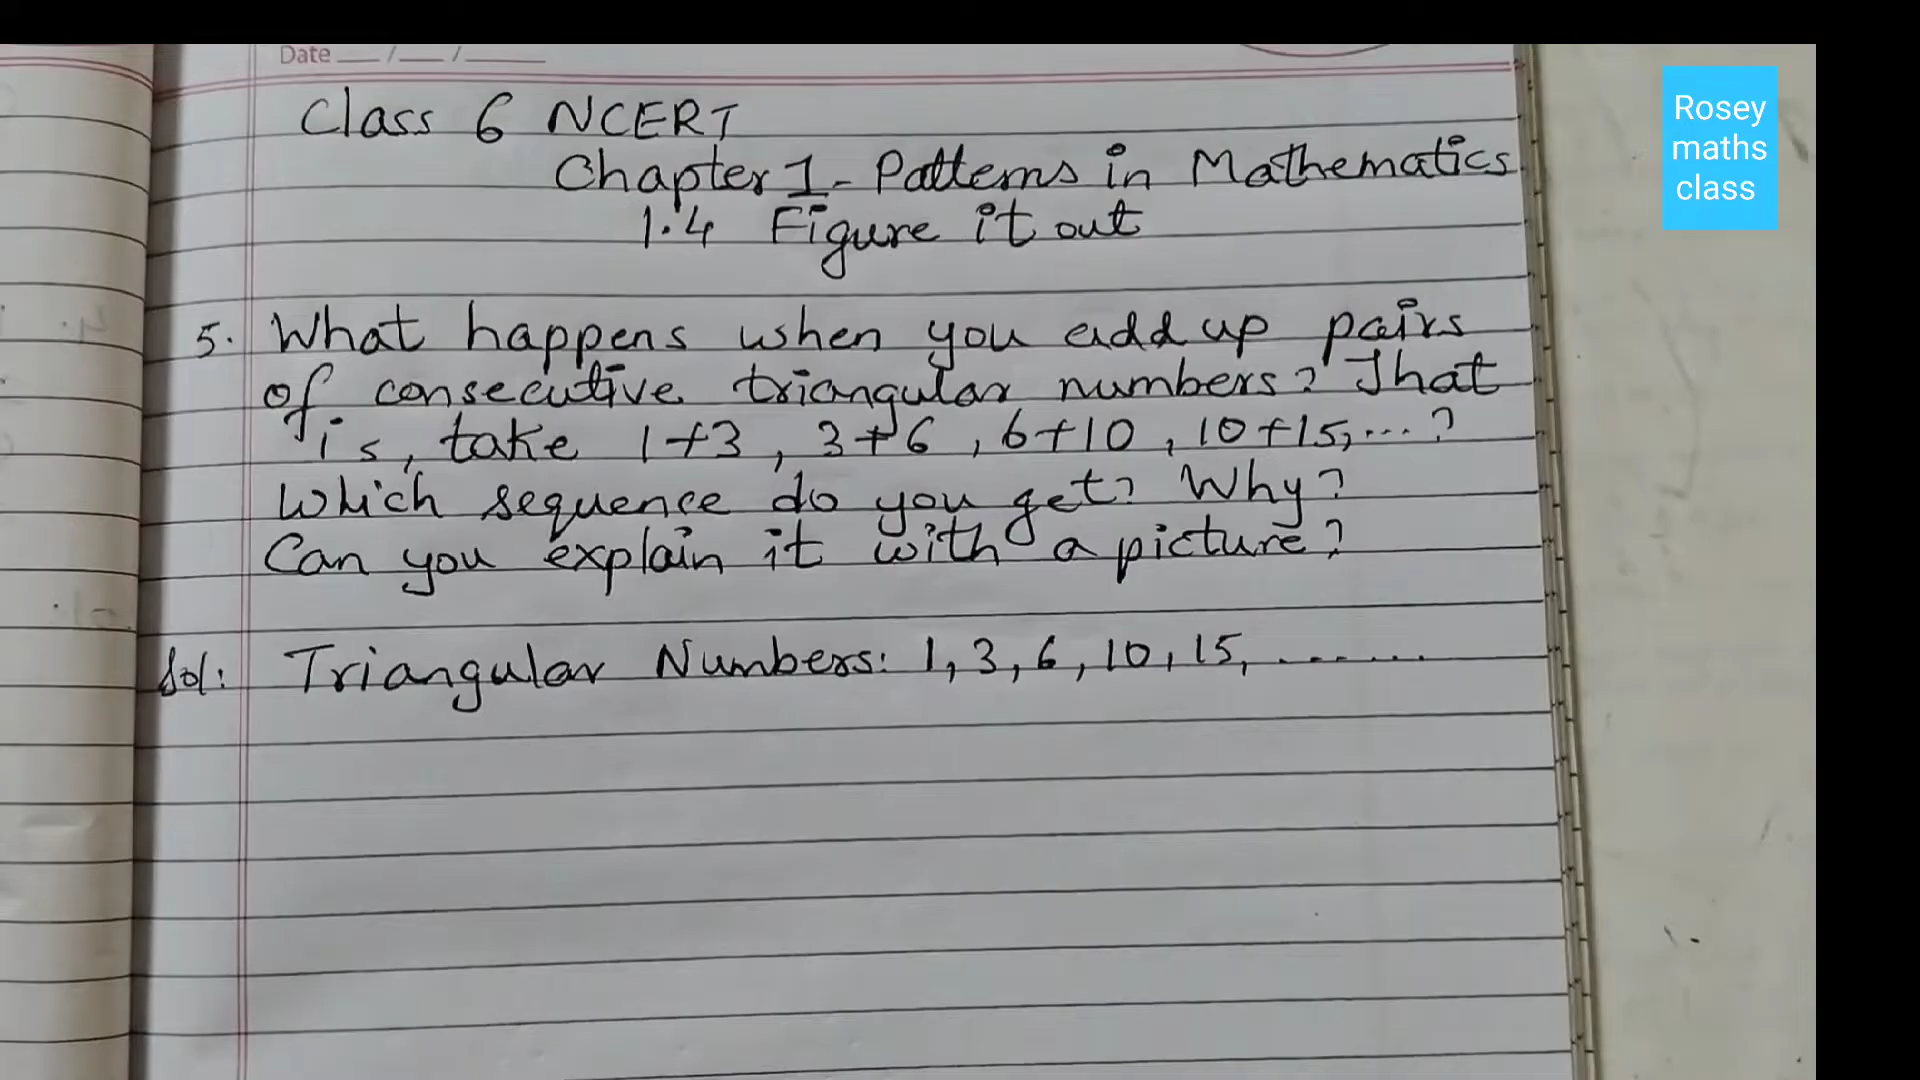 Date __/__/____
Rosey
maths
class
Class 6 NCERT
Chapter 1 - Patterns in Mathematics
1.4 Figure it out
5. What happens when you add up pairs
of consecutive triangular numbers? That
is, take 1+3, 3+6, 6+10, 10+15, ... ?
Which sequence do you get? Why?
Can you explain it with a picture?
Sol: Triangular Numbers: 1, 3, 6, 10, 15, .......